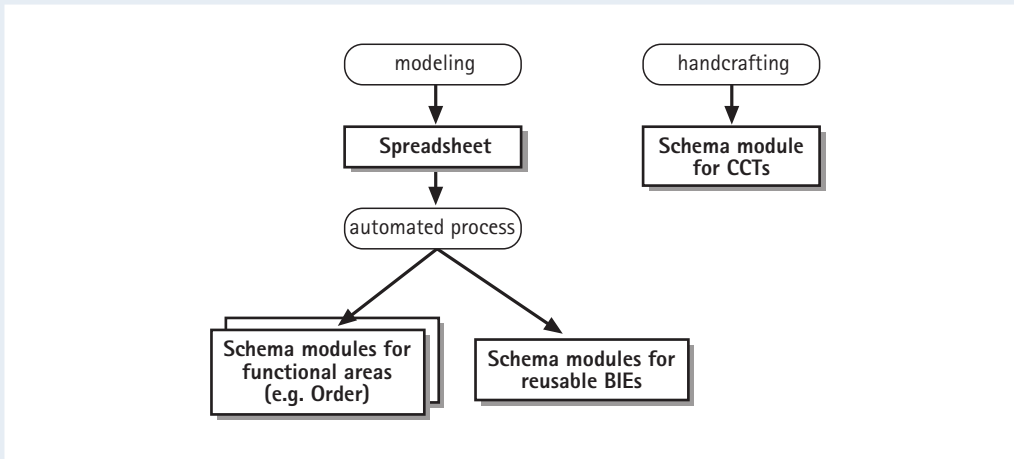 modeling
handcrafting
Spreadsheet
Schema module
for CCTs
automated process
Schema modules for
functional areas
(e.g. Order)
Schema modules for
reusable BIEs